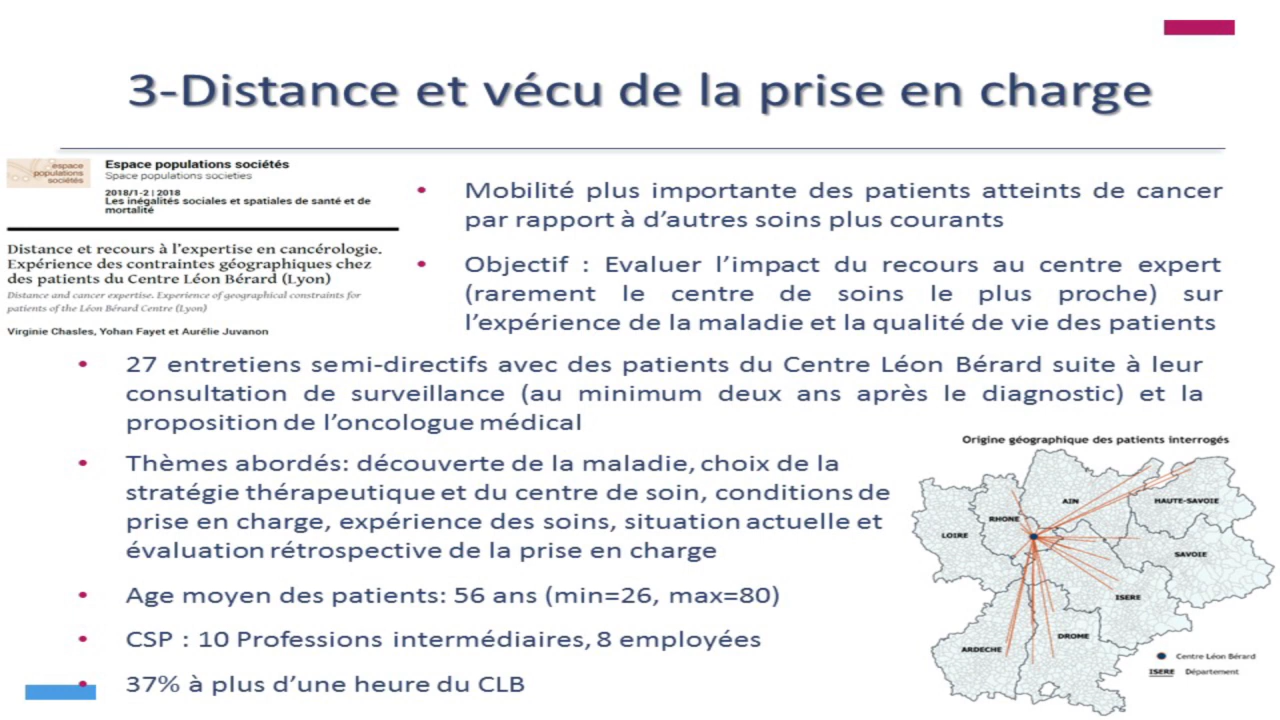 3-Distance et vécu de la prise en charge
espace
populations
sociétés
Espace populations sociétés
Space populations societies
2018/1-2 | 2018
Les inégalités sociales et spatiales de santé et de
mortalité
Distance et recours à l'expertise en cancérologie.
Expérience des contraintes géographiques chez
des patients du Centre Léon Bérard (Lyon)
Distance and cancer expertise. Experience of geographical constraints for
patients of the Léon Bérard Centre (Lyon)
Virginie Chasles, Yohan Fayet et Aurélie Juvanon
• Mobilité plus importante des patients atteints de cancer
par rapport à d'autres soins plus courants
• Objectif : Evaluer l'impact du recours au centre expert
(rarement le centre de soins le plus proche) sur
l'expérience de la maladie et la qualité de vie des patients
• 27 entretiens semi-directifs avec des patients du Centre Léon Bérard suite à leur
consultation de surveillance (au minimum deux ans après le diagnostic) et la
proposition de l'oncologue médical
• Thèmes abordés: découverte de la maladie, choix de la
stratégie thérapeutique et du centre de soin, conditions de
prise en charge, expérience des soins, situation actuelle et
évaluation rétrospective de la prise en charge
• Age moyen des patients: 56 ans (min=26, max=80)
• CSP : 10 Professions intermédiaires, 8 employées
• 37% à plus d'une heure du CLB
Origine géographique des patients interrogés
AIN
HAUTE-SAVOIE
RHONE
LOIRE
SAVOIE
ISERE
DROME
ARDECHE
Centre Léon Bérard
ISERE Département